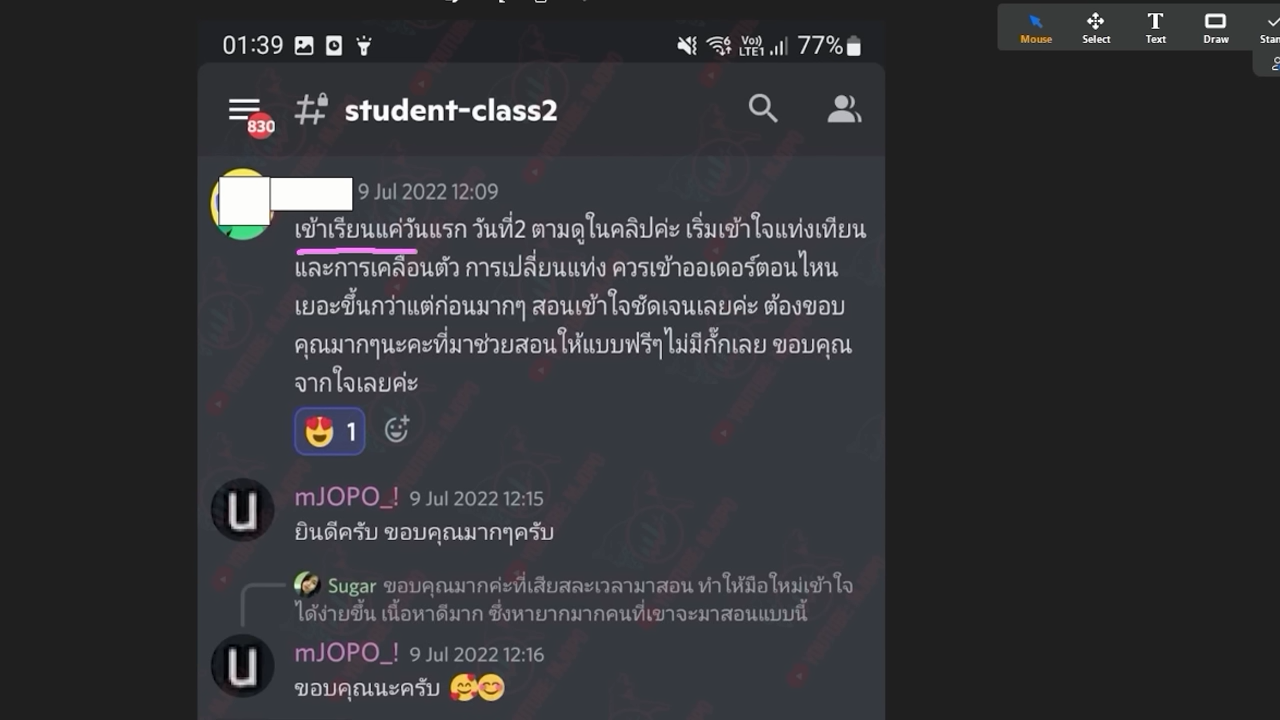 Mouse
Select
Text
Draw
01:39
Vo))
LTE1
77%
830
student-class2
9 Jul 2022 12:09
เข้าเรียนแค่วันแรก วันที่2 ตามดูในคลิปค่ะ เริ่มเข้าใจแท่งเทียน
และการเคลื่อนตัว การเปลี่ยนแท่ง ควรเข้าออเดอร์ตอนไหน
เยอะขึ้นกว่าแต่ก่อนมากๆ สอนเข้าใจชัดเจนเลยค่ะ ต้องขอบ
คุณมากๆนะคะที่มาช่วยสอนให้แบบฟรีๆไม่มีกั๊กเลย ขอบคุณ
จากใจเลยค่ะ
1
mJOPO_! 9 Jul 2022 12:15
ยินดีครับ ขอบคุณมากๆครับ
Sugar ขอบคุณมากค่ะที่เสียสละเวลามาสอน ทำให้มือใหม่เข้าใจ
ได้ง่ายขึ้น เนื้อหาดีมาก ซึ่งหายากมากคนที่เขาจะมาสอนแบบนี้
mJOPO_! 9 Jul 2022 12:16
ขอบคุณนะครับ